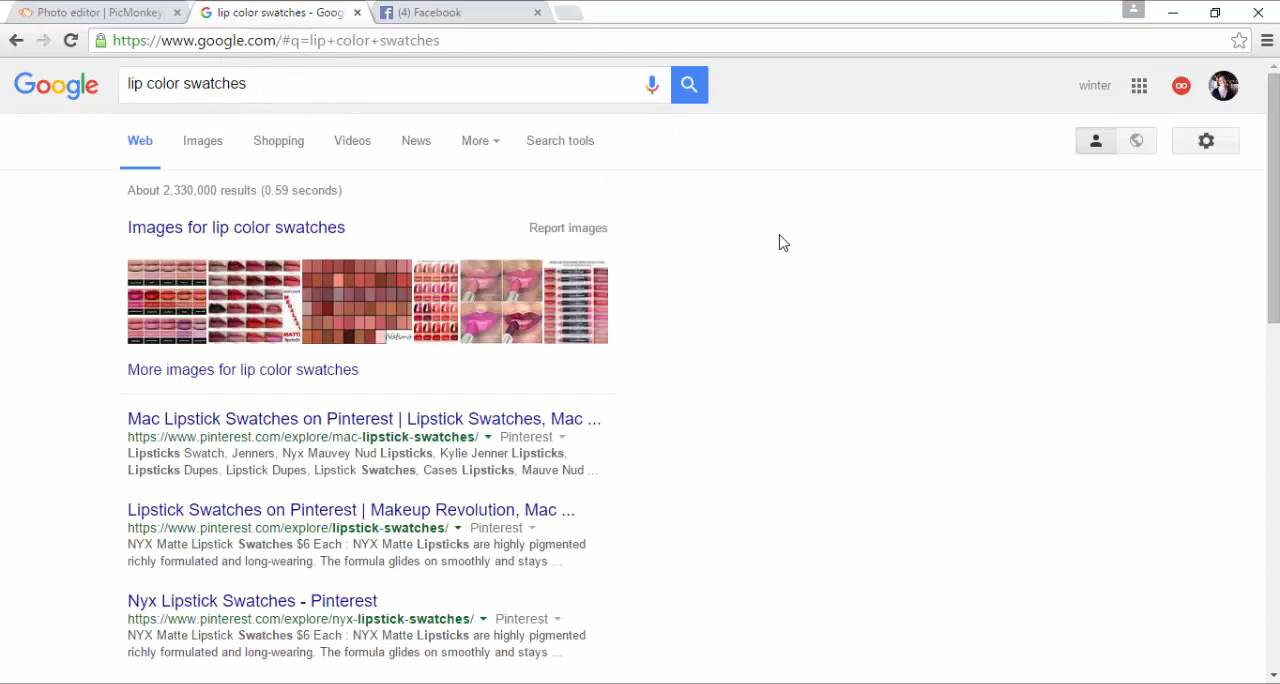 Photo editor | PicMonkey
lip color swatches - Goog
(4) Facebook
https://www.google.com/#q=lip+color+swatches
Google
lip color swatches
winter
Web
Images
Shopping
Videos
News
More
Search tools
About 2,330,000 results (0.59 seconds)
Images for lip color swatches
Report images
Natura
More images for lip color swatches
Mac Lipstick Swatches on Pinterest | Lipstick Swatches, Mac ...
https://www.pinterest.com/explore/mac-lipstick-swatches/ Pinterest
Lipsticks Swatch, Jenners, Nyx Mauvey Nud Lipsticks, Kylie Jenner Lipsticks,
Lipsticks Dupes, Lipstick Dupes, Lipstick Swatches, Cases Lipsticks, Mauve Nud ...
Lipstick Swatches on Pinterest | Makeup Revolution, Mac ...
https://www.pinterest.com/explore/lipstick-swatches/ Pinterest
NYX Matte Lipstick Swatches $6 Each : NYX Matte Lipsticks are highly pigmented
richly formulated and long-wearing. The formula glides on smoothly and stays ...
Nyx Lipstick Swatches - Pinterest
https://www.pinterest.com/explore/nyx-lipstick-swatches/ Pinterest
NYX Matte Lipstick Swatches $6 Each : NYX Matte Lipsticks are highly pigmented
richly formulated and long-wearing. The formula glides on smoothly and stays ...